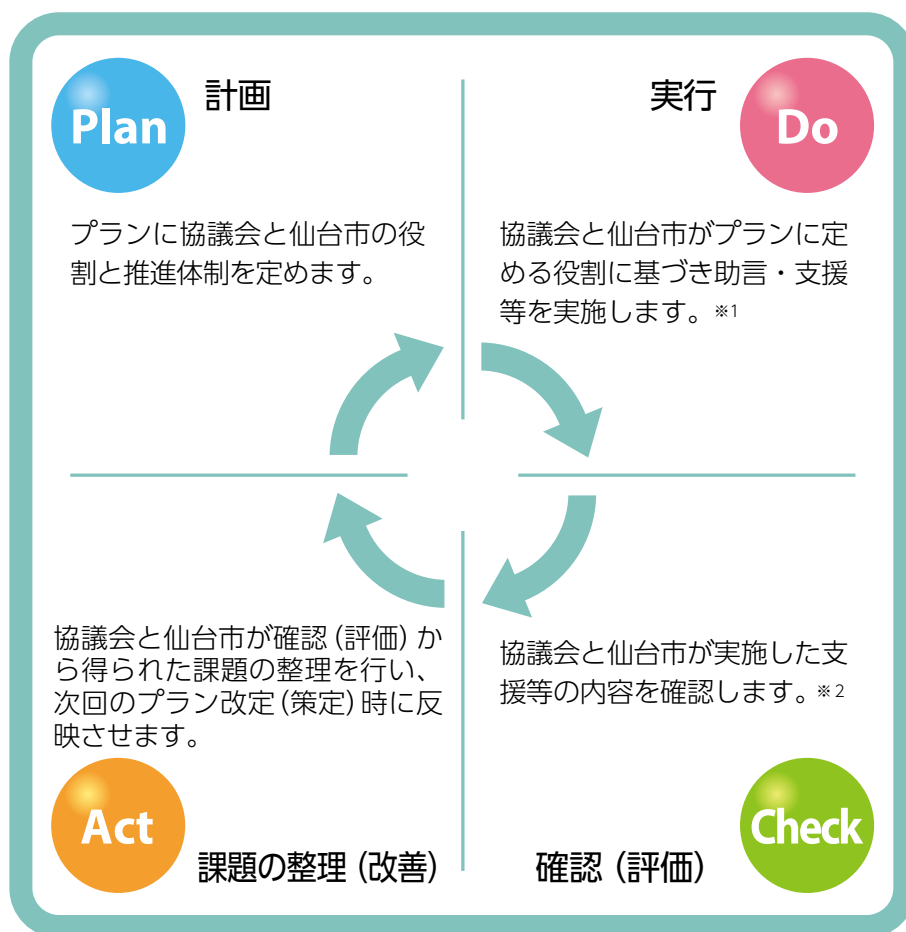 Plan
計画
プランに協議会と仙台市の役
割と推進体制を定めます。
実行
Do
協議会と仙台市がプランに定
める役割に基づき助言・支援
等を実施します。※1
協議会と仙台市が実施した支
援等の内容を確認します。※2
確認（評価）
Check
協議会と仙台市が確認（評価）か
ら得られた課題の整理を行い、
次回のプラン改定（策定）時に反
映させます。
Act
課題の整理（改善）